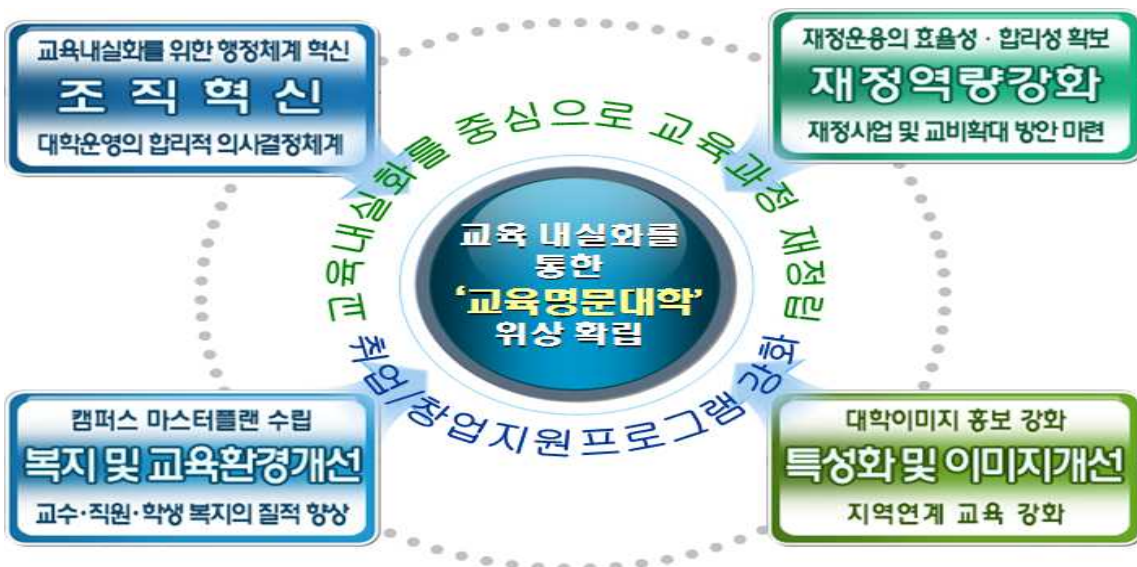 교육내실화를 위한 행정체계 혁신
조 직 혁 신
대학운영의 합리적 의사결정체계
재정운용의 효율성 · 합리성 확보
재정역량강화
재정사업 및 교비확대 방안 마련
교육내실화를 중심으로 교육과정 재정립
교육 내실화를
통한
‘교육명문대학’
위상 확립
취업/창업지원프로그램 강화
캠퍼스 마스터플랜 수립
복지 및 교육환경개선
교수·직원·학생 복지의 질적 향상
대학이미지 홍보 강화
특성화 및 이미지개선
지역연계 교육 강화